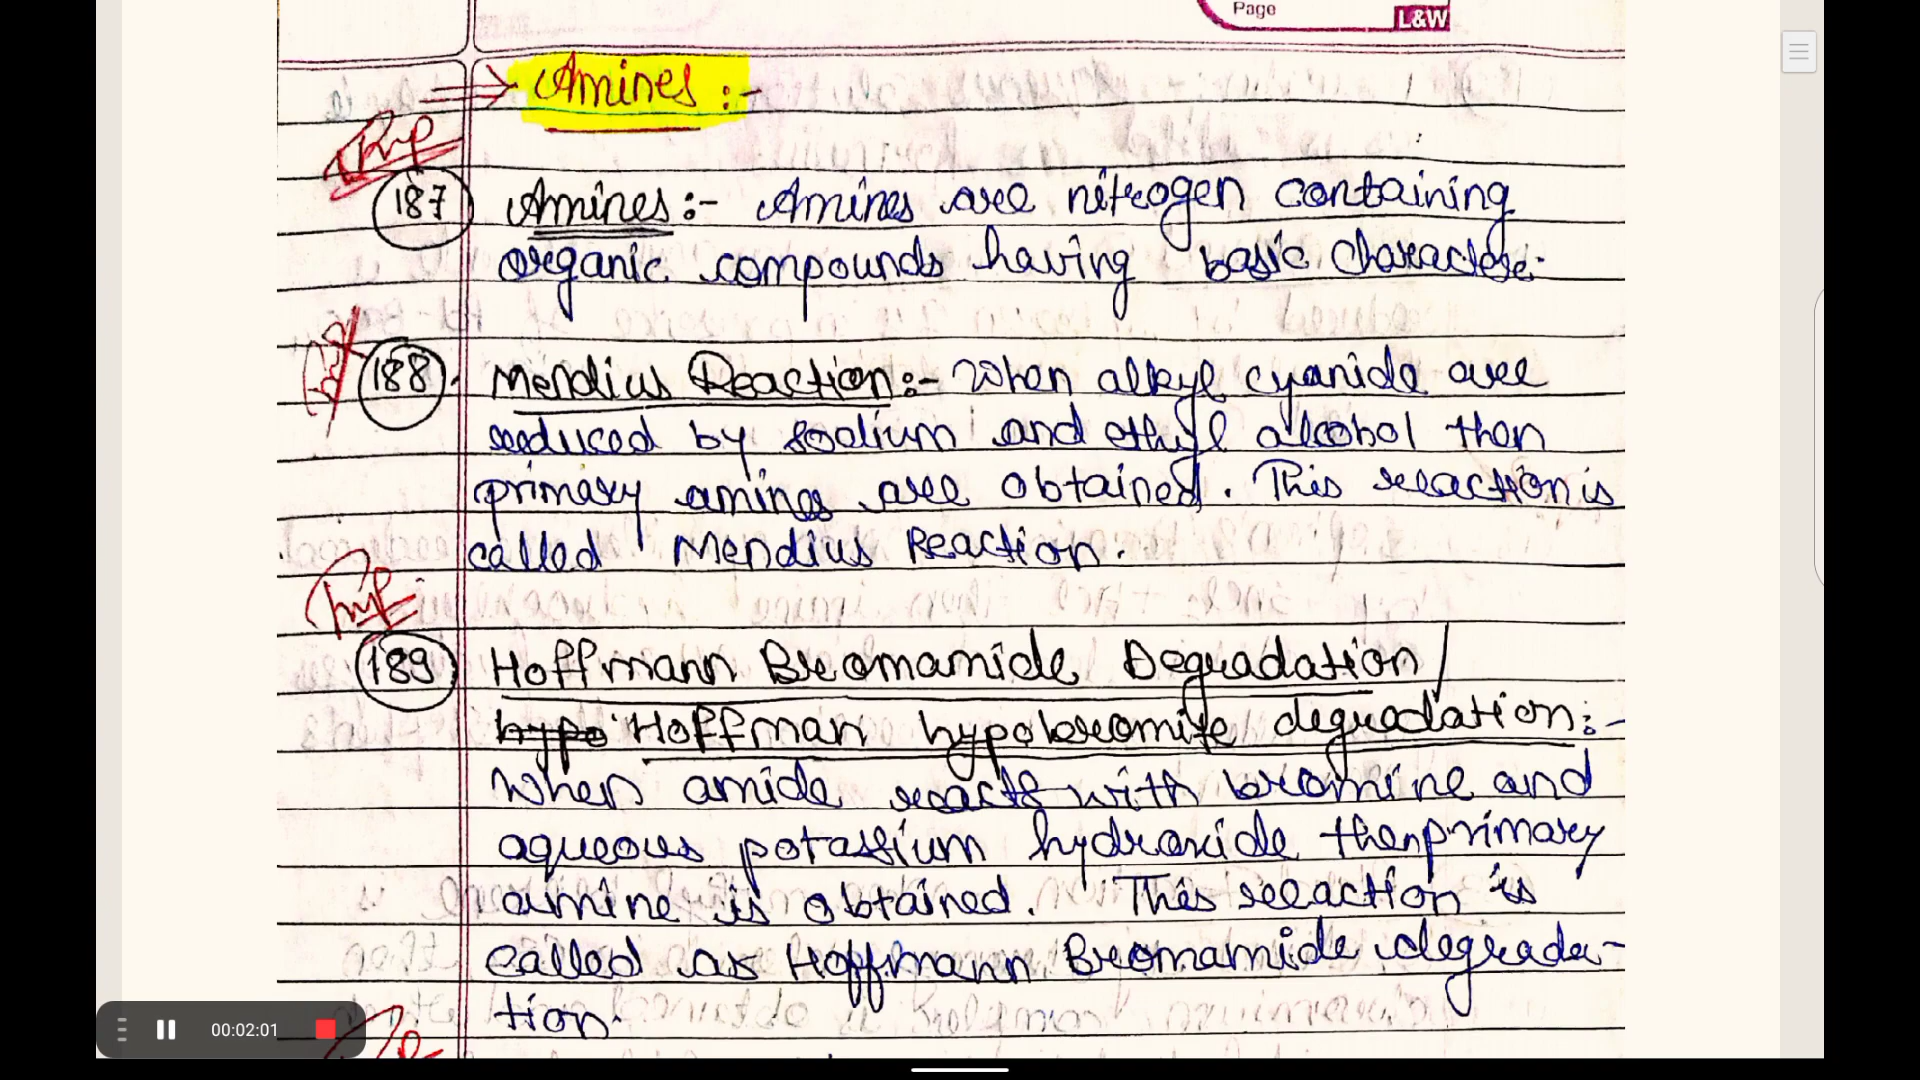 Page
L&W
⇒ Amines :-
Imp
187 Amines :- Amines are nitrogen containing
organic compounds having basic character.
188. Mendius Reaction :- When alkyl cyanide are
reduced by sodium and ethyl alcohol then
primary amines are obtained. This reaction is
called Mendius Reaction.
Imp
189 Hoffmann Bromamide Degradation /
hypo Hoffman hypobromite degradation :-
When amide reacts with bromine and
aqueous potassium hydroxide then primary
amine is obtained. This reaction is
called as Hoffmann Bromamide degrada-
tion.
00:02:01